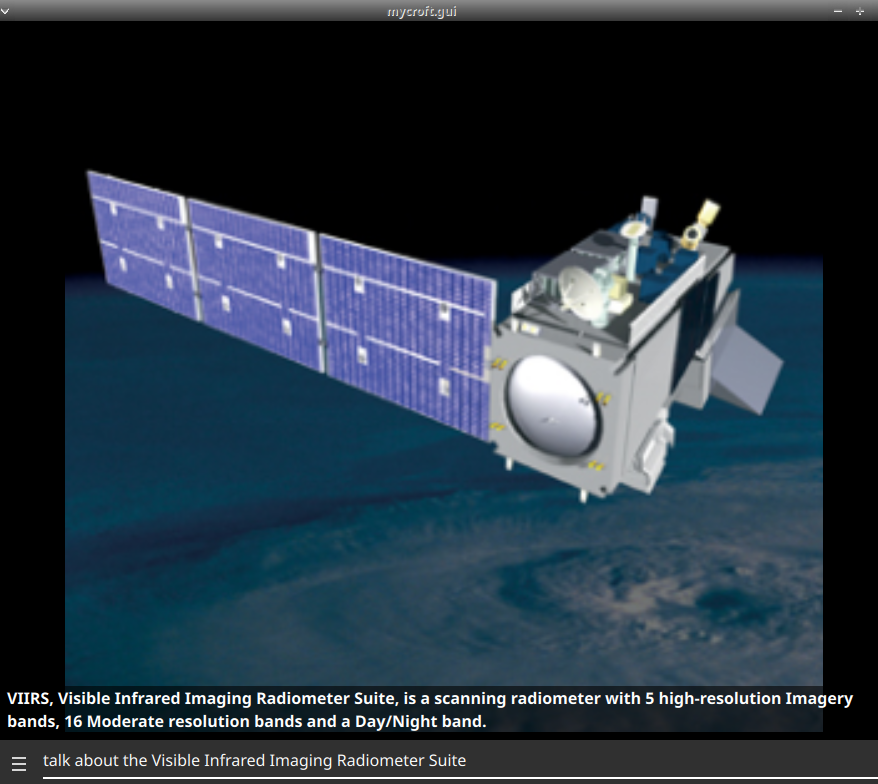 mycroft.gui
VIIRS, Visible Infrared Imaging Radiometer Suite, is a scanning radiometer with 5 high-resolution Imagery
bands, 16 Moderate resolution bands and a Day/Night band.
talk about the Visible Infrared Imaging Radiometer Suite